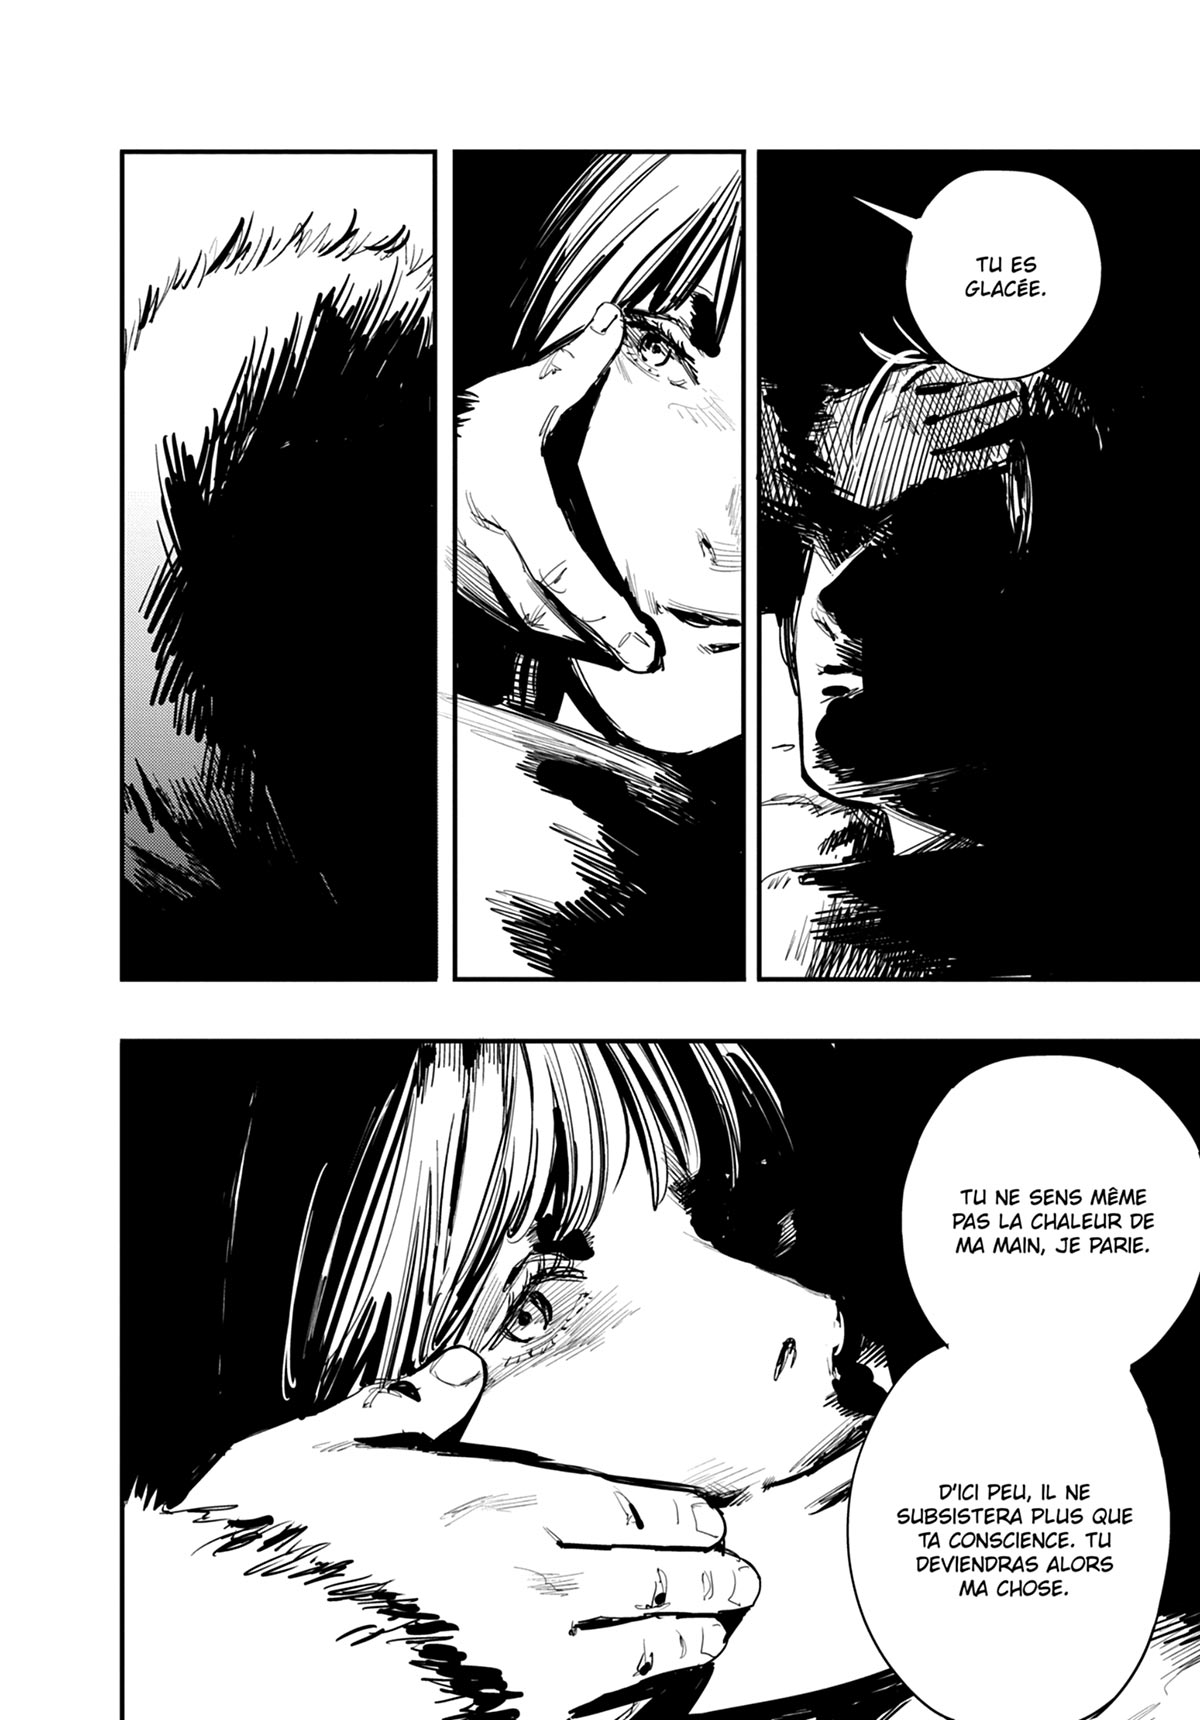 TU ES
GLACÉE.
TU NE SENS MÊME
PAS LA CHALEUR DE
MA MAIN, JE PARIE.
D'ICI PEU, IL NE
SUBSISTERA PLUS QUE
TA CONSCIENCE. TU
DEVIENDRAS ALORS
MA CHOSE.